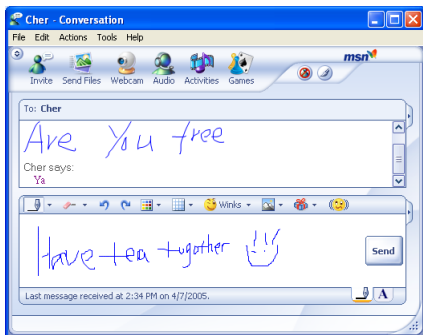 Cher - Conversation
File Edit Actions Tools Help
msn
Invite Send Files Webcam Audio Activities Games
To: Cher
Are You free
Cher says:
Ya
Winks
Have tea togother
Send
Last message received at 2:34 PM on 4/7/2005.
A